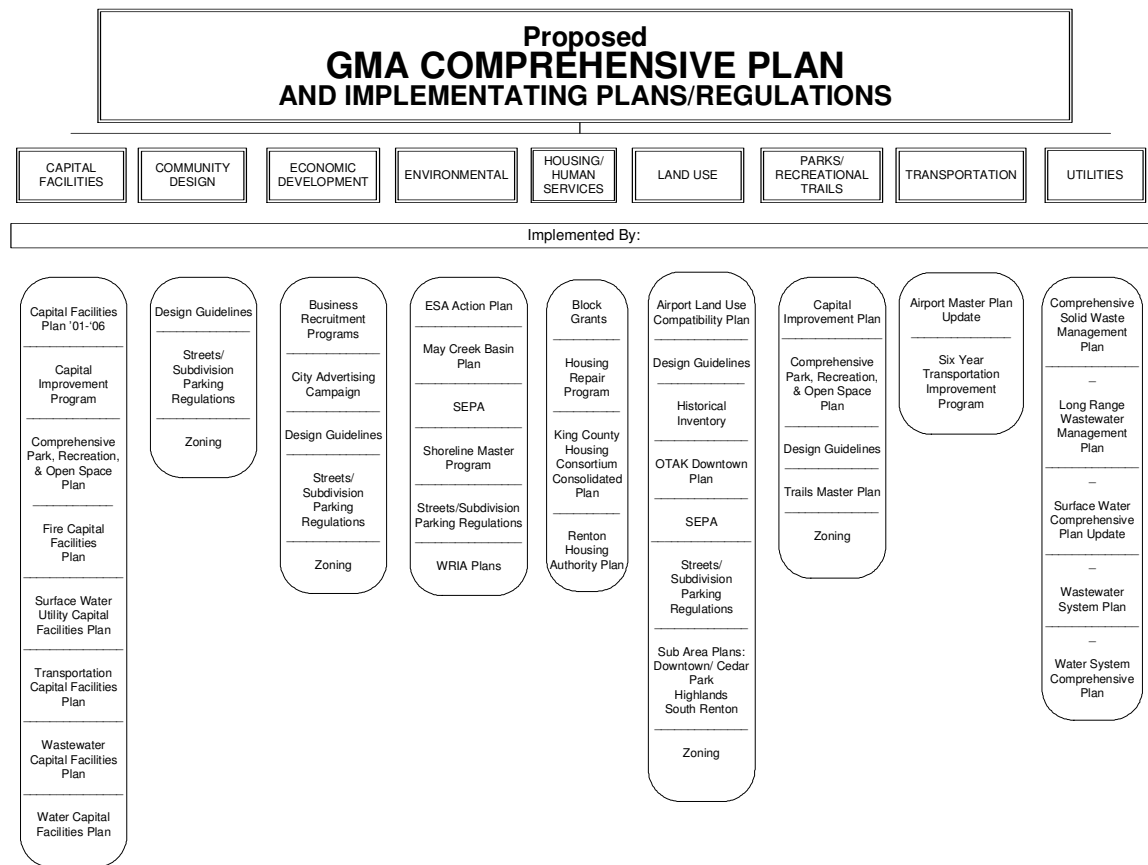 Proposed
GMA COMPREHENSIVE PLAN
AND IMPLEMENTATING PLANS/REGULATIONS
CAPITAL
FACILITIES
COMMUNITY
DESIGN
ECONOMIC
DEVELOPMENT
ENVIRONMENTAL
HOUSING/
HUMAN
SERVICES
LAND USE
PARKS/
RECREATIONAL
TRAILS
TRANSPORTATION
UTILITIES
Implemented By:
Capital Facilities
Plan '01-'06
Capital
Improvement
Program
Comprehensive
Park, Recreation,
& Open Space
Plan
Fire Capital
Facilities
Plan
Surface Water
Utility Capital
Facilities Plan
Transportation
Capital Facilities
Plan
Wastewater
Capital Facilities
Plan
Water Capital
Facilities Plan
Design Guidelines
Streets/
Subdivision
Parking
Regulations
Zoning
Business
Recruitment
Programs
City Advertising
Campaign
Design Guidelines
Streets/
Subdivision
Parking
Regulations
Zoning
ESA Action Plan
May Creek Basin
Plan
SEPA
Shoreline Master
Program
Streets/Subdivision
Parking Regulations
WRIA Plans
Block
Grants
Housing
Repair
Program
King County
Housing
Consortium
Consolidated
Plan
Renton
Housing
Authority Plan
Airport Land Use
Compatibility Plan
Design Guidelines
Historical
Inventory
OTAK Downtown
Plan
SEPA
Streets/
Subdivision
Parking
Regulations
Sub Area Plans:
Downtown/ Cedar
Park
Highlands
South Renton
Zoning
Capital
Improvement Plan
Comprehensive
Park, Recreation,
& Open Space
Plan
Design Guidelines
Trails Master Plan
Zoning
Airport Master Plan
Update
Six Year
Transportation
Improvement
Program
Comprehensive
Solid Waste
Management
Plan
Long Range
Wastewater
Management
Plan
Surface Water
Comprehensive
Plan Update
Wastewater
System Plan
Water System
Comprehensive
Plan